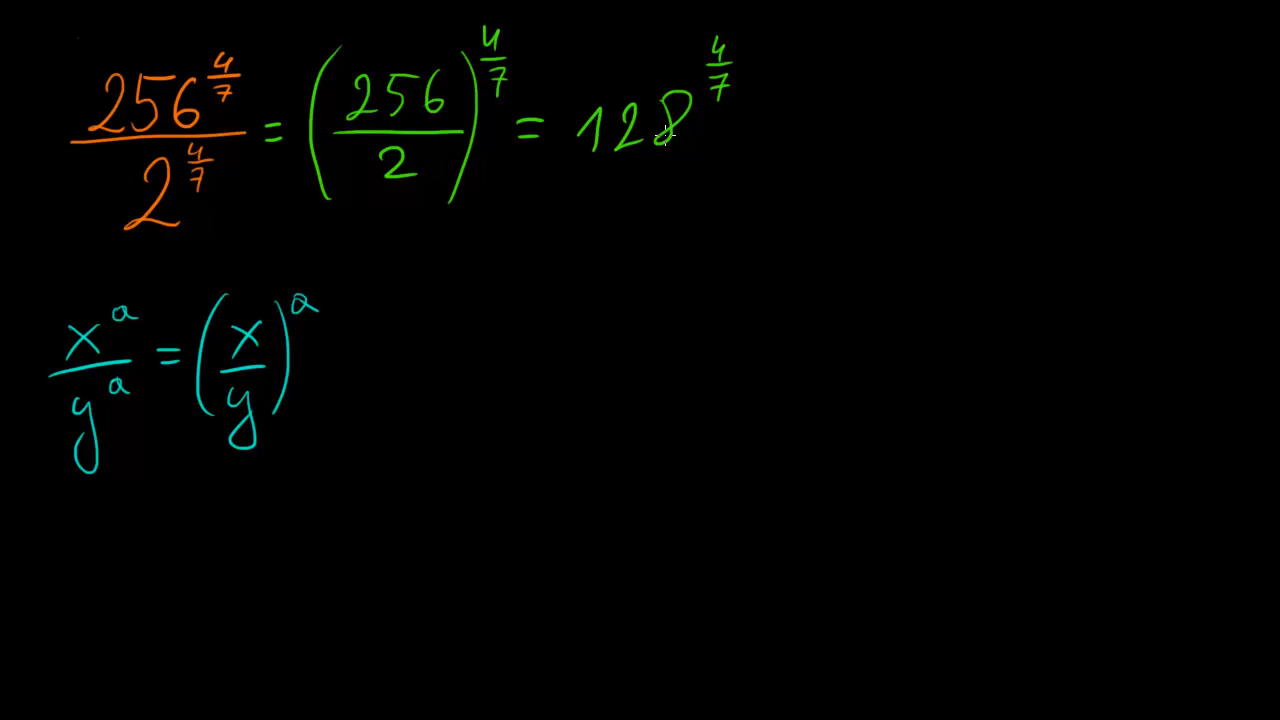 256^(4/7) / 2^(4/7) = (256/2)^(4/7) = 128^(4/7)
x^a / y^a = (x/y)^a